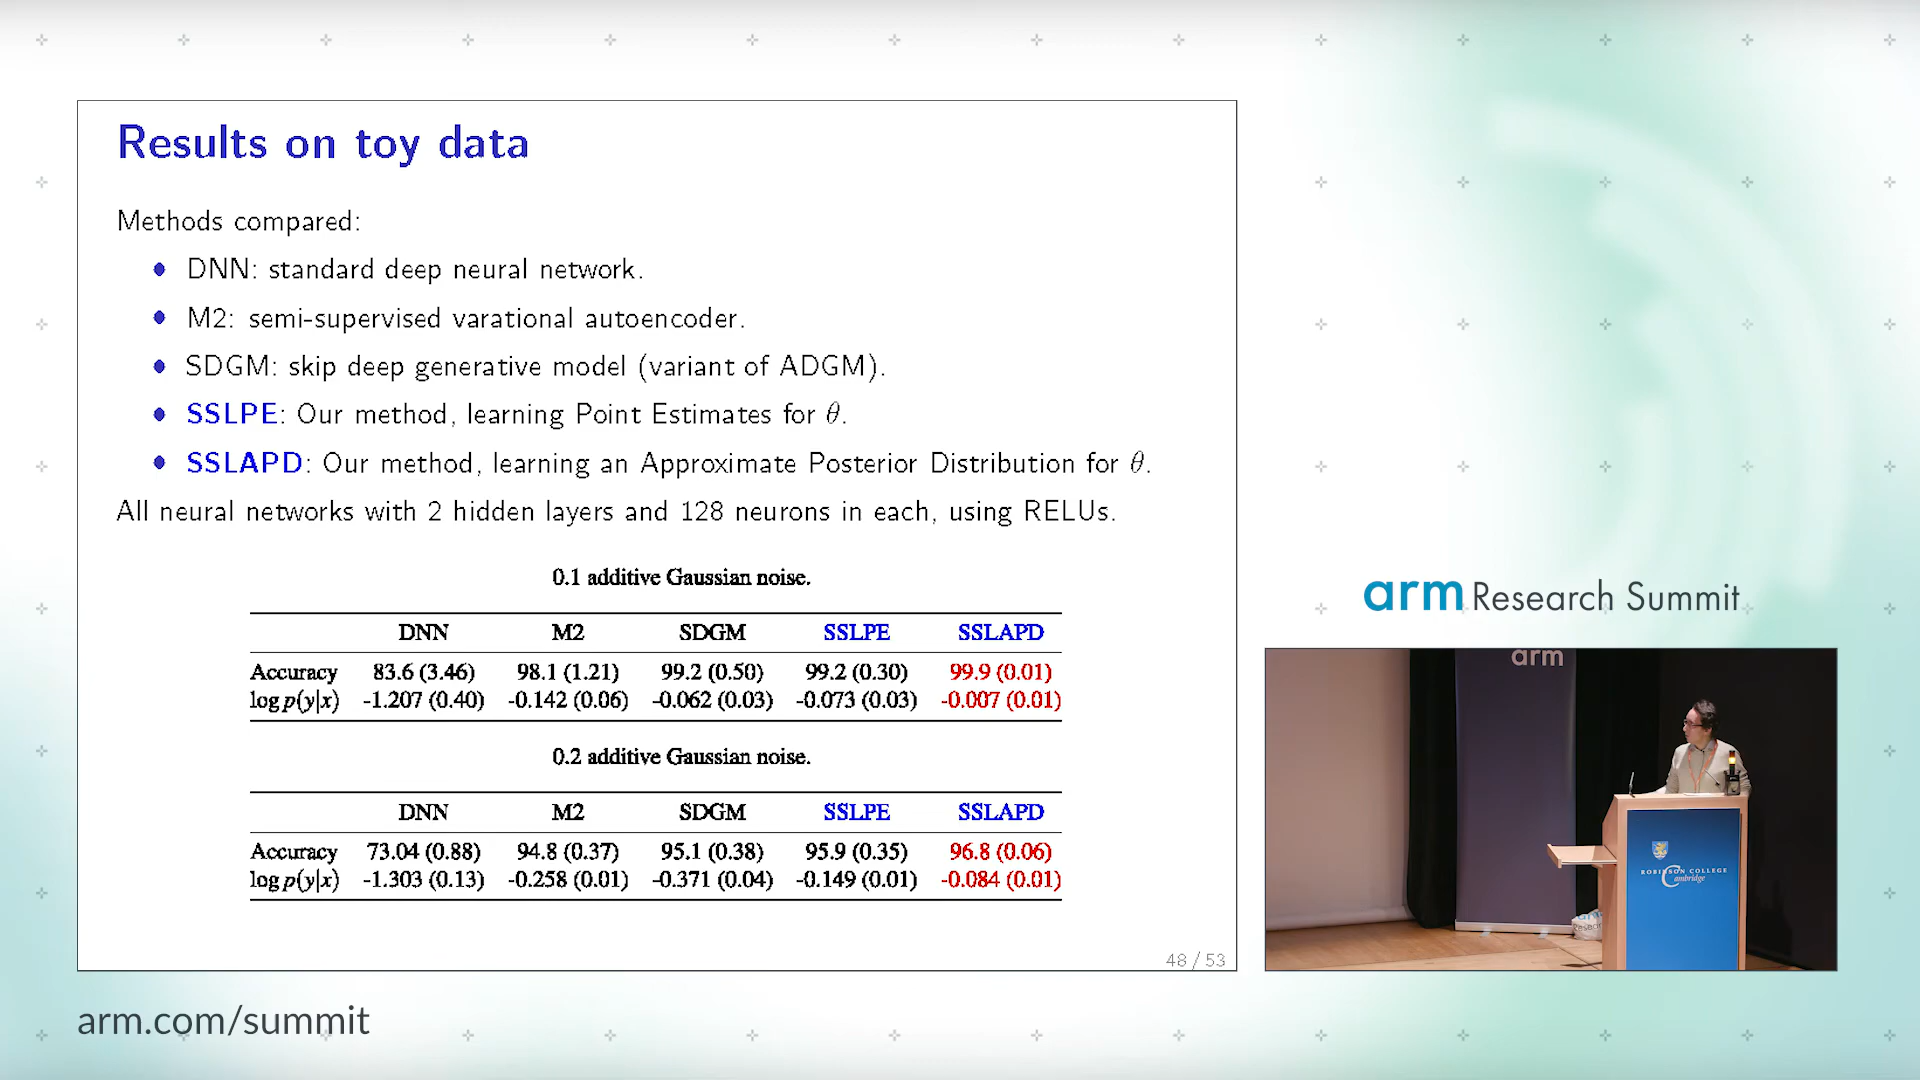 Results on toy data
Methods compared:
• DNN: standard deep neural network.
• M2: semi-supervised varational autoencoder.
• SDGM: skip deep generative model (variant of ADGM).
• SSLPE: Our method, learning Point Estimates for θ.
• SSLAPD: Our method, learning an Approximate Posterior Distribution for θ.
All neural networks with 2 hidden layers and 128 neurons in each, using RELUs.
0.1 additive Gaussian noise.
DNN M2 SDGM SSLPE SSLAPD
Accuracy 83.6 (3.46) 98.1 (1.21) 99.2 (0.50) 99.2 (0.30) 99.9 (0.01)
log p(y|x) -1.207 (0.40) -0.142 (0.06) -0.062 (0.03) -0.073 (0.03) -0.007 (0.01)
0.2 additive Gaussian noise.
DNN M2 SDGM SSLPE SSLAPD
Accuracy 73.04 (0.88) 94.8 (0.37) 95.1 (0.38) 95.9 (0.35) 96.8 (0.06)
log p(y|x) -1.303 (0.13) -0.258 (0.01) -0.371 (0.04) -0.149 (0.01) -0.084 (0.01)
48 / 53
arm Research Summit
arm
ROBINSON COLLEGE
Cambridge
arm.com/summit